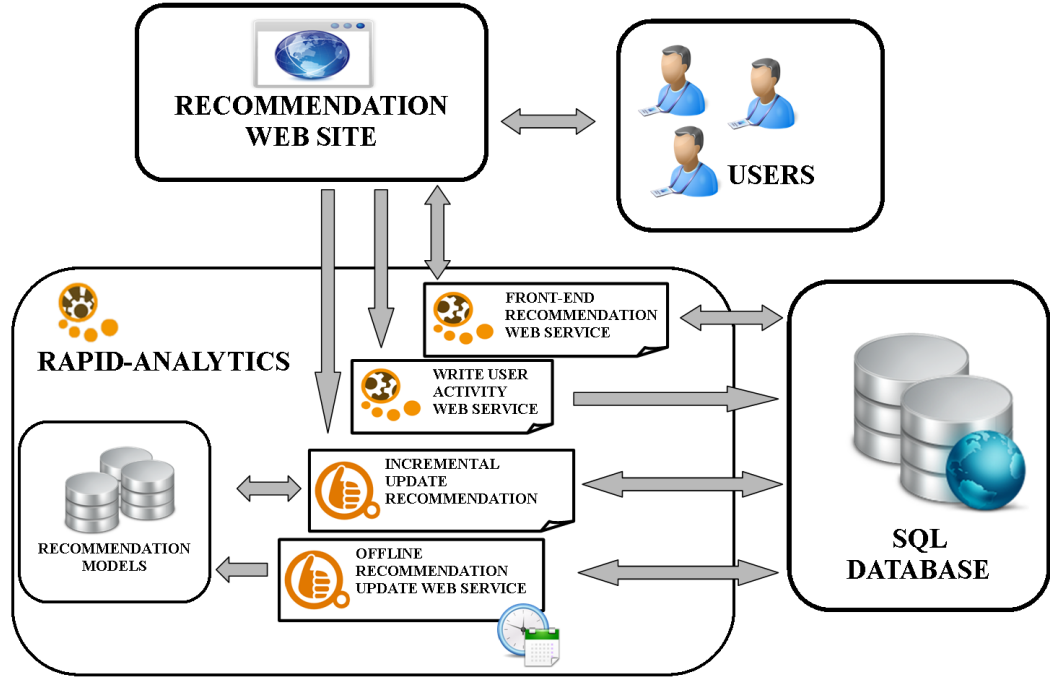 RECOMMENDATION
WEB SITE
USERS
RAPID-ANALYTICS
FRONT-END
RECOMMENDATION
WEB SERVICE
WRITE USER
ACTIVITY
WEB SERVICE
INCREMENTAL
UPDATE
RECOMMENDATION
OFFLINE
RECOMMENDATION
UPDATE WEB SERVICE
RECOMMENDATION
MODELS
SQL
DATABASE